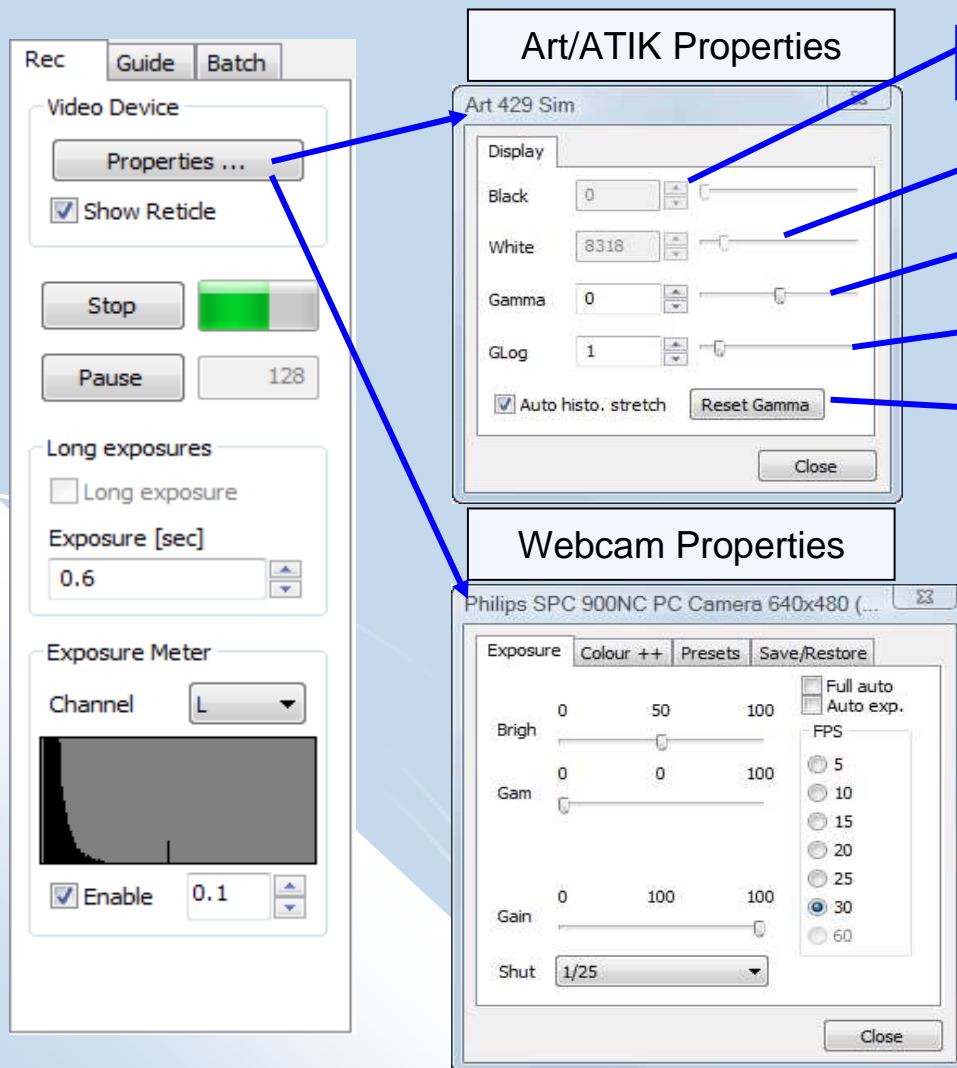 Rec Guide Batch
Video Device
Properties ...
Show Reticle
Stop
Pause 128
Long exposures
Long exposure
Exposure [sec]
0.6
Exposure Meter
Channel L
Enable 0.1
Art/ATIK Properties
Art 429 Sim
Display
Black 0
White 8318
Gamma 0
GLog 1
Auto histo. stretch Reset Gamma
Close
Webcam Properties
Philips SPC 900NC PC Camera 640x480 (...
Exposure Colour ++ Presets Save/Restore
Full auto
Auto exp.
0 50 100
Brigh
0 0 100
Gam
0 100 100
Gain
Shut 1/25
FPS
5
10
15
20
25
30
60
Close